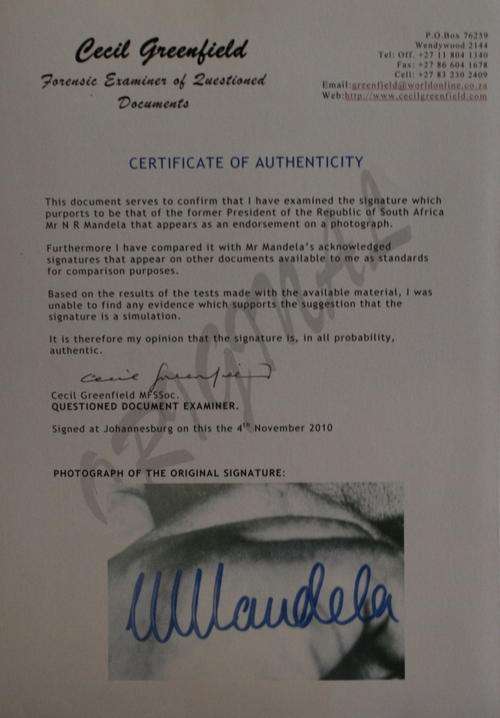 Cecil Greenfield
Forensic Examiner of Questioned
Documents
P.O.Box 76239
Wendywood 2144
Tel: Off. +27 11 804 1340
Fax: +27 86 604 1678
Cell: +27 83 230 2409
Email:greenfield@worldonline.co.za
Web:http://www.cecilgreenfield.com
CERTIFICATE OF AUTHENTICITY
This document serves to confirm that I have examined the signature which
purports to be that of the former President of the Republic of South Africa
Mr N R Mandela that appears as an endorsement on a photograph.
Furthermore I have compared it with Mr Mandela's acknowledged
signatures that appear on other documents available to me as standards
for comparison purposes.
Based on the results of the tests made with the available material, I was
unable to find any evidence which supports the suggestion that the
signature is a simulation.
It is therefore my opinion that the signature is, in all probability,
authentic.
Cecil Greenfield
Cecil Greenfield MFSSoc.
QUESTIONED DOCUMENT EXAMINER.
Signed at Johannesburg on this the 4th November 2010
ORIGINAL
PHOTOGRAPH OF THE ORIGINAL SIGNATURE:
Mandela